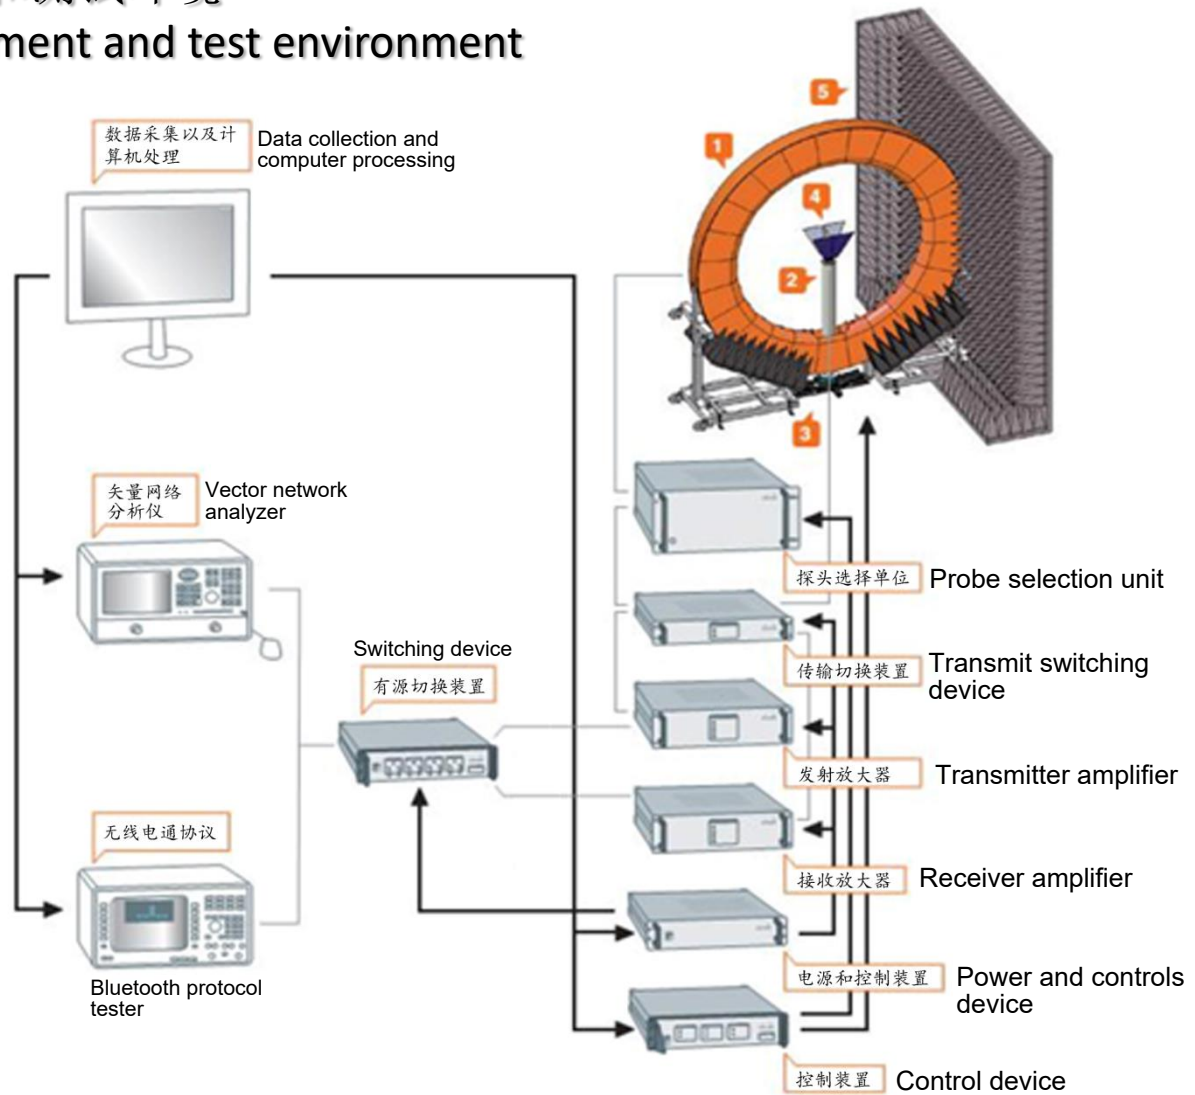 ment and test environment
数据采集以及计
算机处理
Data collection and
computer processing
5
1
4
2
3
矢量网络
分析仪
Vector network
analyzer
探头选择单位
Probe selection unit
Switching device
有源切换装置
传输切换装置
Transmit switching
device
发射放大器
Transmitter amplifier
无线电通协议
接收放大器
Receiver amplifier
Bluetooth protocol
tester
电源和控制装置
Power and controls
device
控制装置
Control device